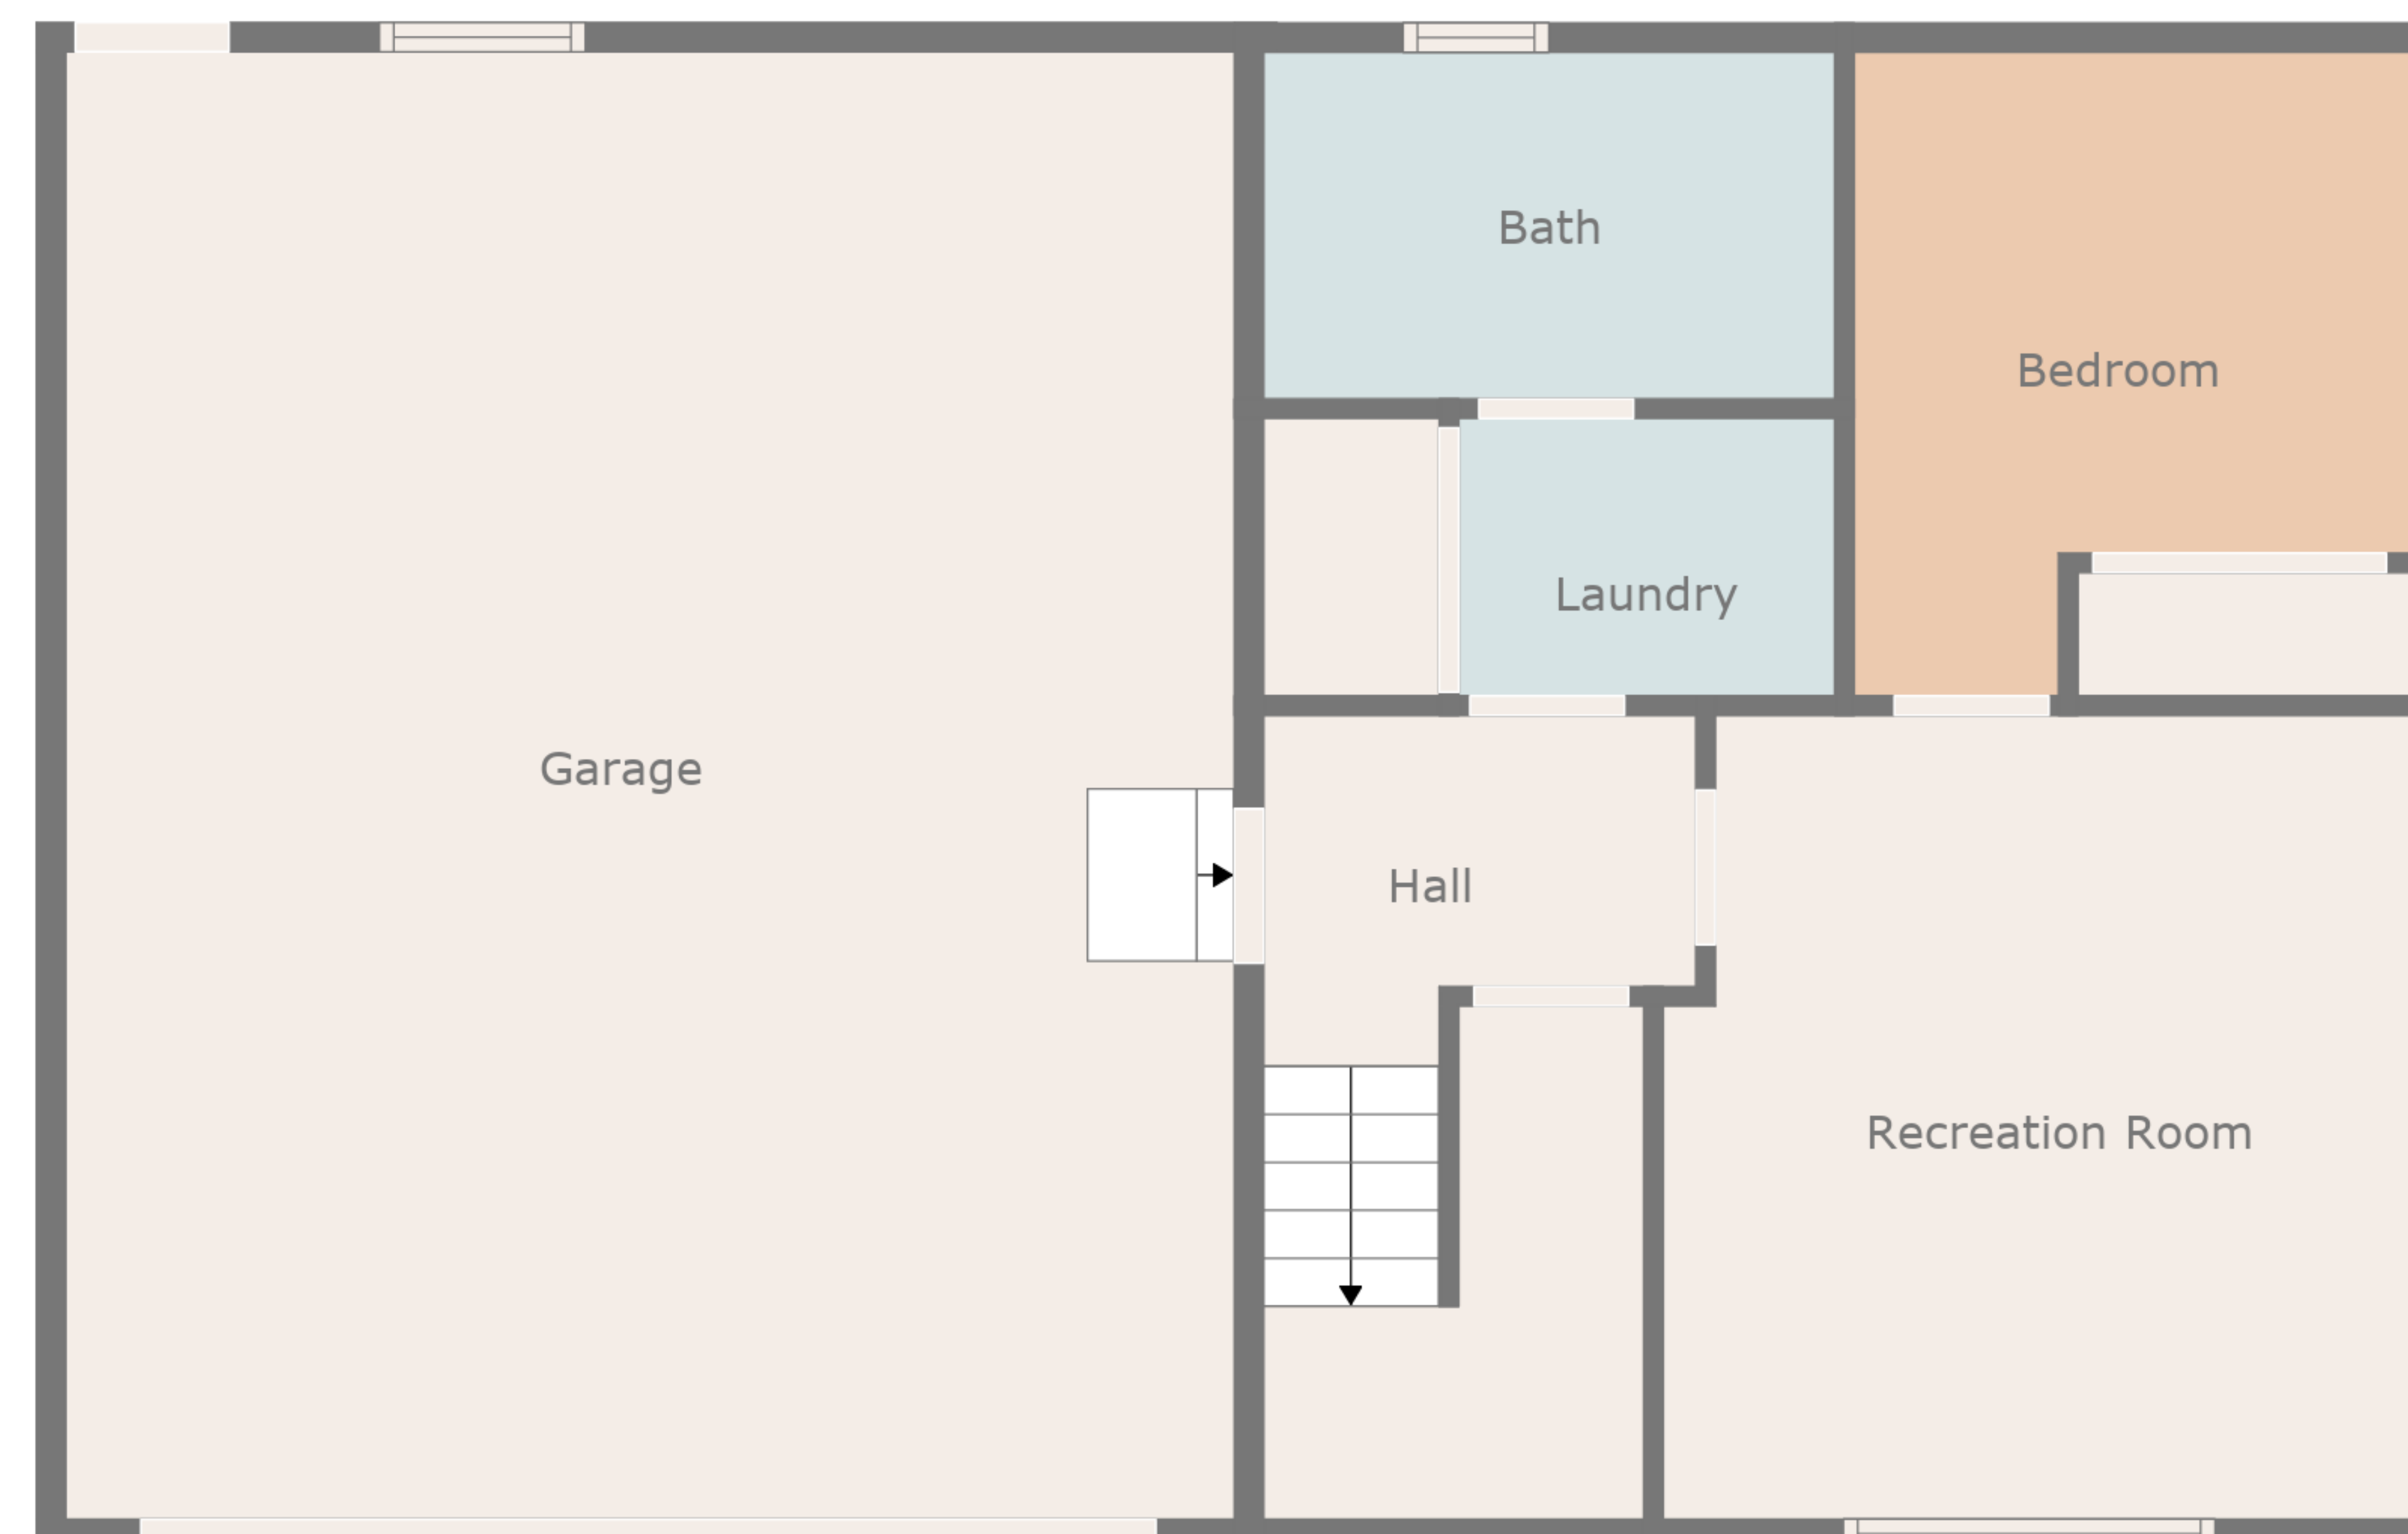 Bath
Bedroom
Laundry
Garage
Hall
Recreation Room